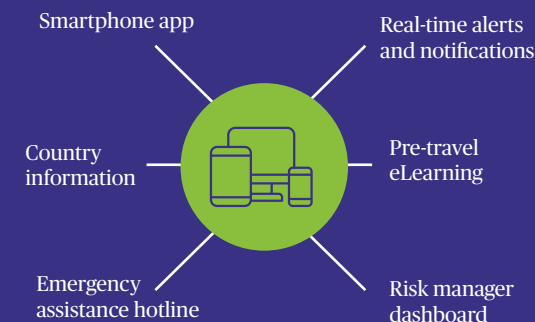 Smartphone app
Real-time alerts
and notifications
Country
information
Pre-travel
eLearning
Emergency
assistance hotline
Risk manager
dashboard